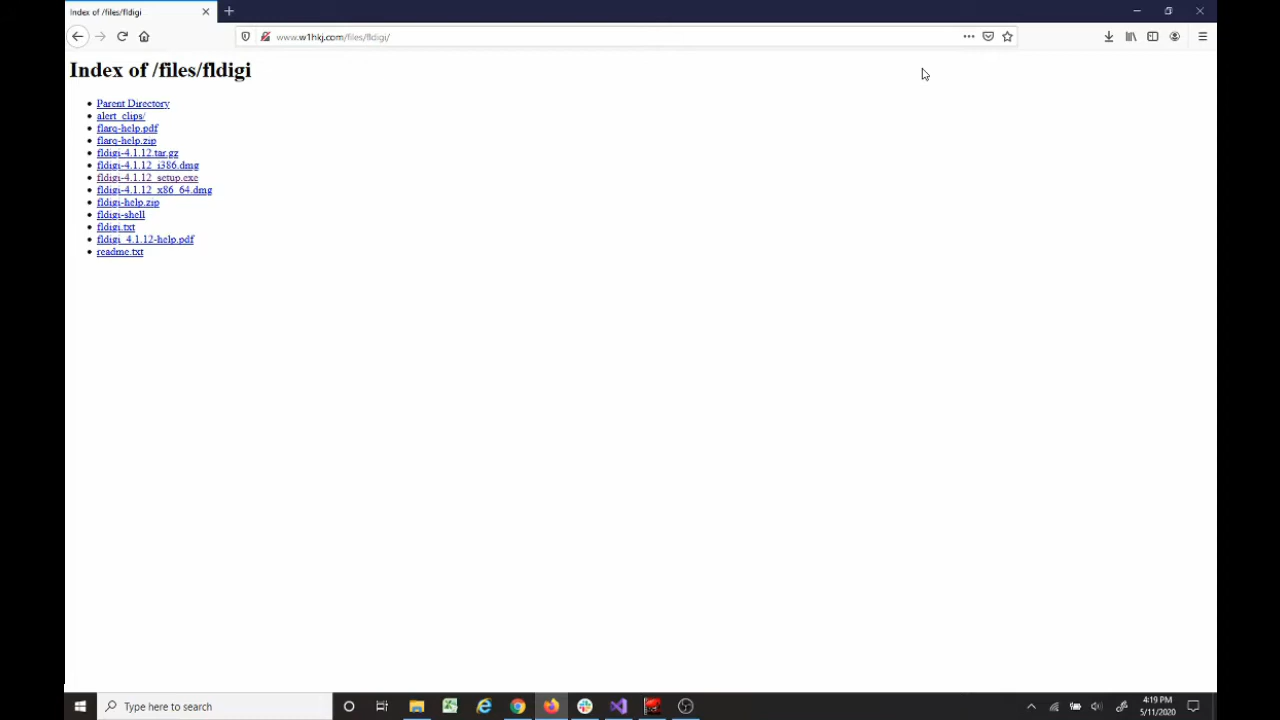 Index of /files/fldigi
www.w1hkj.com/files/fldigi/
Index of /files/fldigi
Parent Directory
alert_clips/
flarq-help.pdf
flarq-help.zip
fldigi-4.1.12.tar.gz
fldigi-4.1.12_i386.dmg
fldigi-4.1.12_setup.exe
fldigi-4.1.12_x86_64.dmg
fldigi-help.zip
fldigi-shell
fldigi.txt
fldigi_4.1.12-help.pdf
readme.txt
Type here to search
4:19 PM
5/11/2020